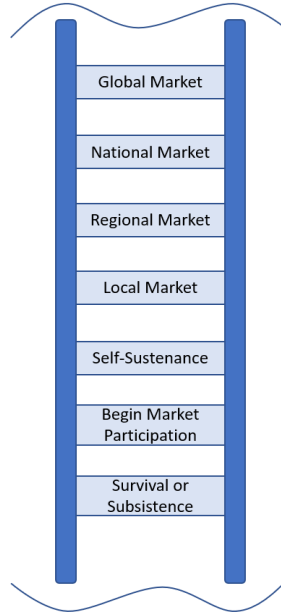 Global Market
National Market
Regional Market
Local Market
Self-Sustenance
Begin Market
Participation
Survival or
Subsistence